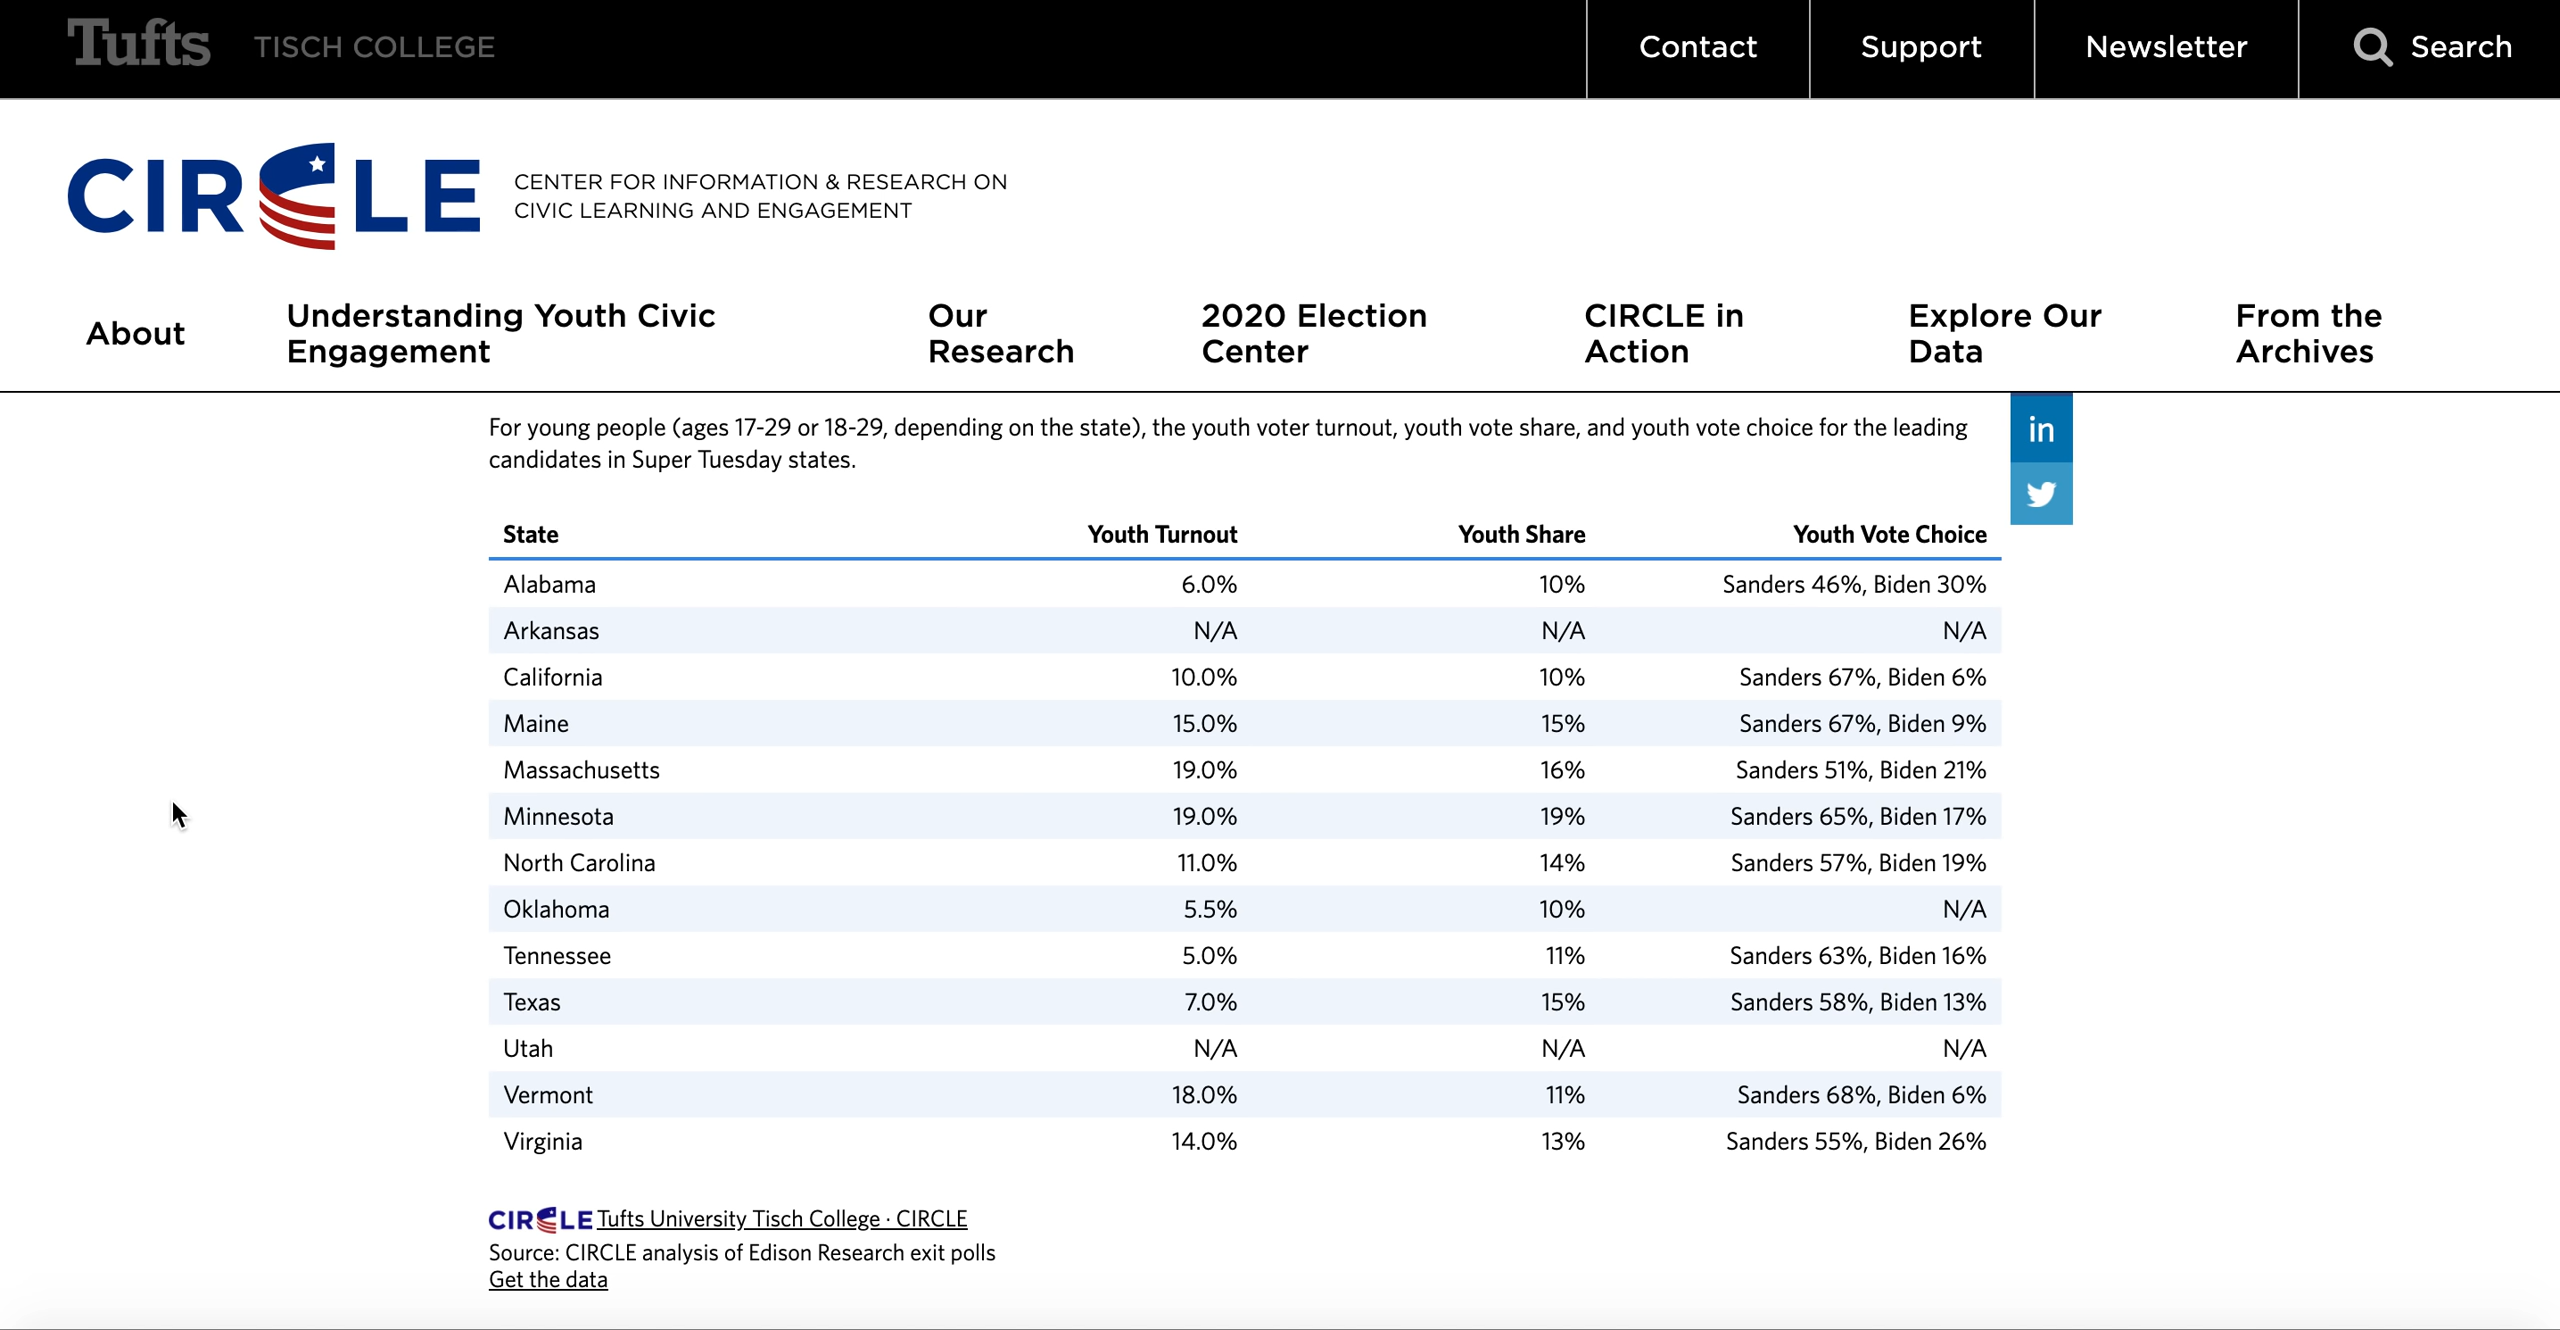 Tufts TISCH COLLEGE Contact Support Newsletter Search
CIRCLE CENTER FOR INFORMATION & RESEARCH ON
CIVIC LEARNING AND ENGAGEMENT
About Understanding Youth Civic Engagement Our Research 2020 Election Center CIRCLE in Action Explore Our Data From the Archives
For young people (ages 17-29 or 18-29, depending on the state), the youth voter turnout, youth vote share, and youth vote choice for the leading
candidates in Super Tuesday states.
in
State Youth Turnout Youth Share Youth Vote Choice
Alabama 6.0% 10% Sanders 46%, Biden 30%
Arkansas N/A N/A N/A
California 10.0% 10% Sanders 67%, Biden 6%
Maine 15.0% 15% Sanders 67%, Biden 9%
Massachusetts 19.0% 16% Sanders 51%, Biden 21%
Minnesota 19.0% 19% Sanders 65%, Biden 17%
North Carolina 11.0% 14% Sanders 57%, Biden 19%
Oklahoma 5.5% 10% N/A
Tennessee 5.0% 11% Sanders 63%, Biden 16%
Texas 7.0% 15% Sanders 58%, Biden 13%
Utah N/A N/A N/A
Vermont 18.0% 11% Sanders 68%, Biden 6%
Virginia 14.0% 13% Sanders 55%, Biden 26%
CIRCLE Tufts University Tisch College · CIRCLE
Source: CIRCLE analysis of Edison Research exit polls
Get the data